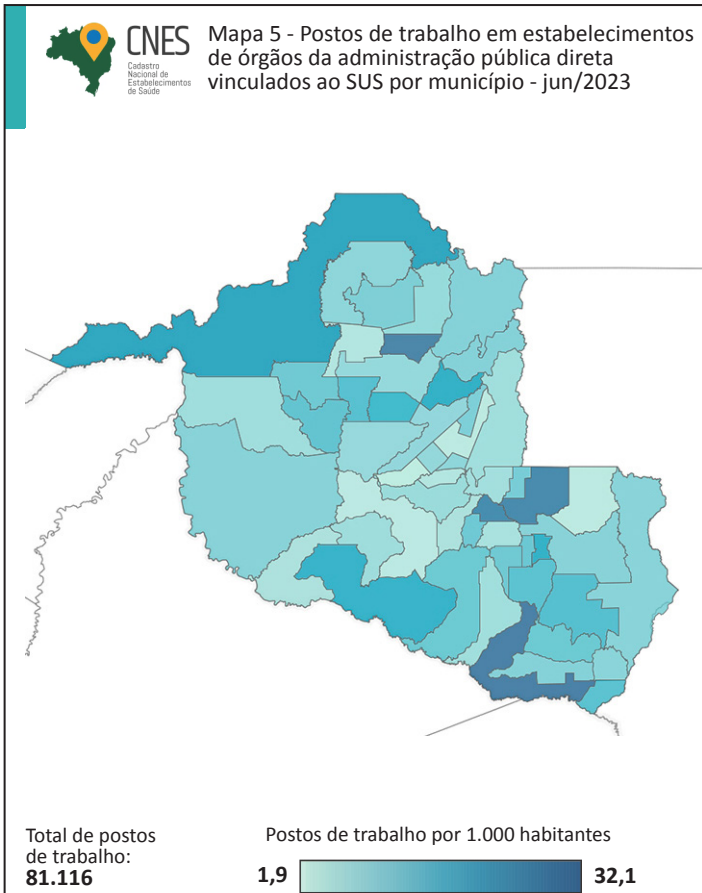 CNES
Cadastro
Nacional de
Estabelecimentos
de Saúde
Mapa 5 - Postos de trabalho em estabelecimentos
de órgãos da administração pública direta
vinculados ao SUS por município - jun/2023
Total de postos
de trabalho:
81.116
Postos de trabalho por 1.000 habitantes
1,9
32,1